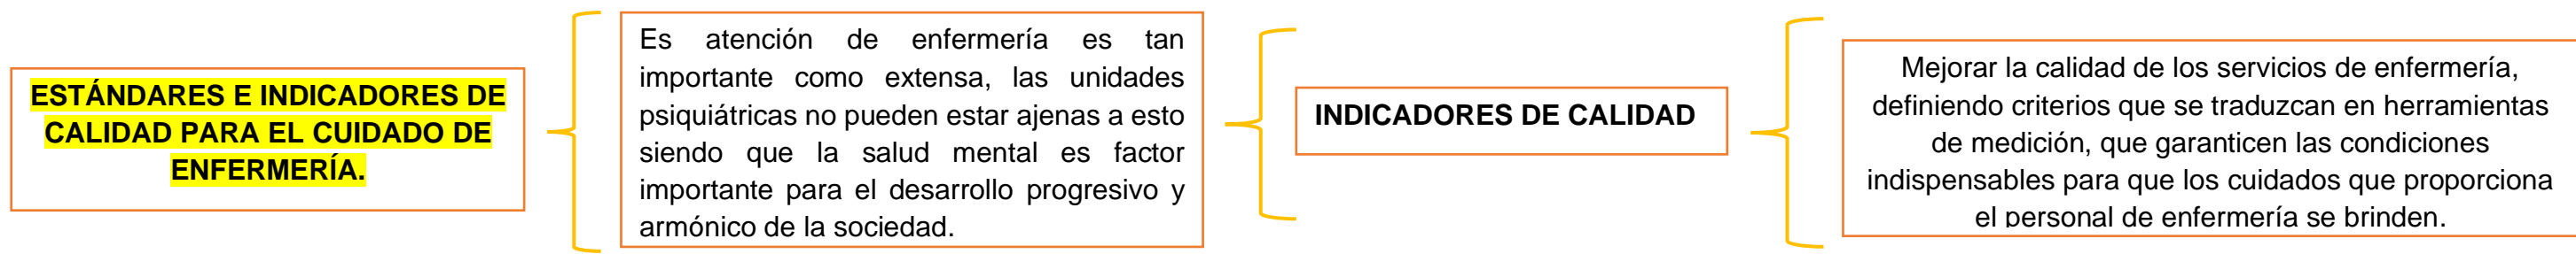 ESTÁNDARES E INDICADORES DE
CALIDAD PARA EL CUIDADO DE
ENFERMERÍA.
Es atención de enfermería es tan
importante como extensa, las unidades
psiquiátricas no pueden estar ajenas a esto
siendo que la salud mental es factor
importante para el desarrollo progresivo y
armónico de la sociedad.
INDICADORES DE CALIDAD
Mejorar la calidad de los servicios de enfermería,
definiendo criterios que se traduzcan en herramientas
de medición, que garanticen las condiciones
indispensables para que los cuidados que proporciona
el personal de enfermería se brinden.